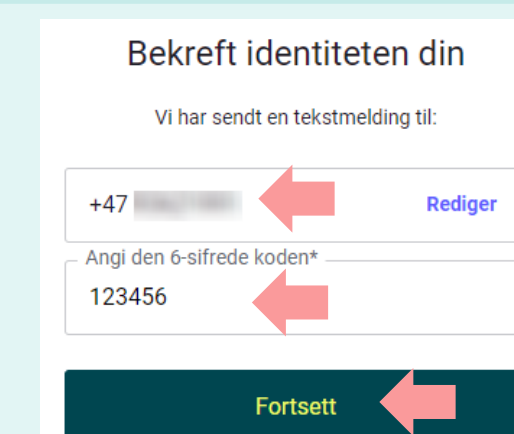 Bekreft identiteten din
Vi har sendt en tekstmelding til:
+47
Rediger
Angi den 6-sifrede koden*
123456
Fortsett